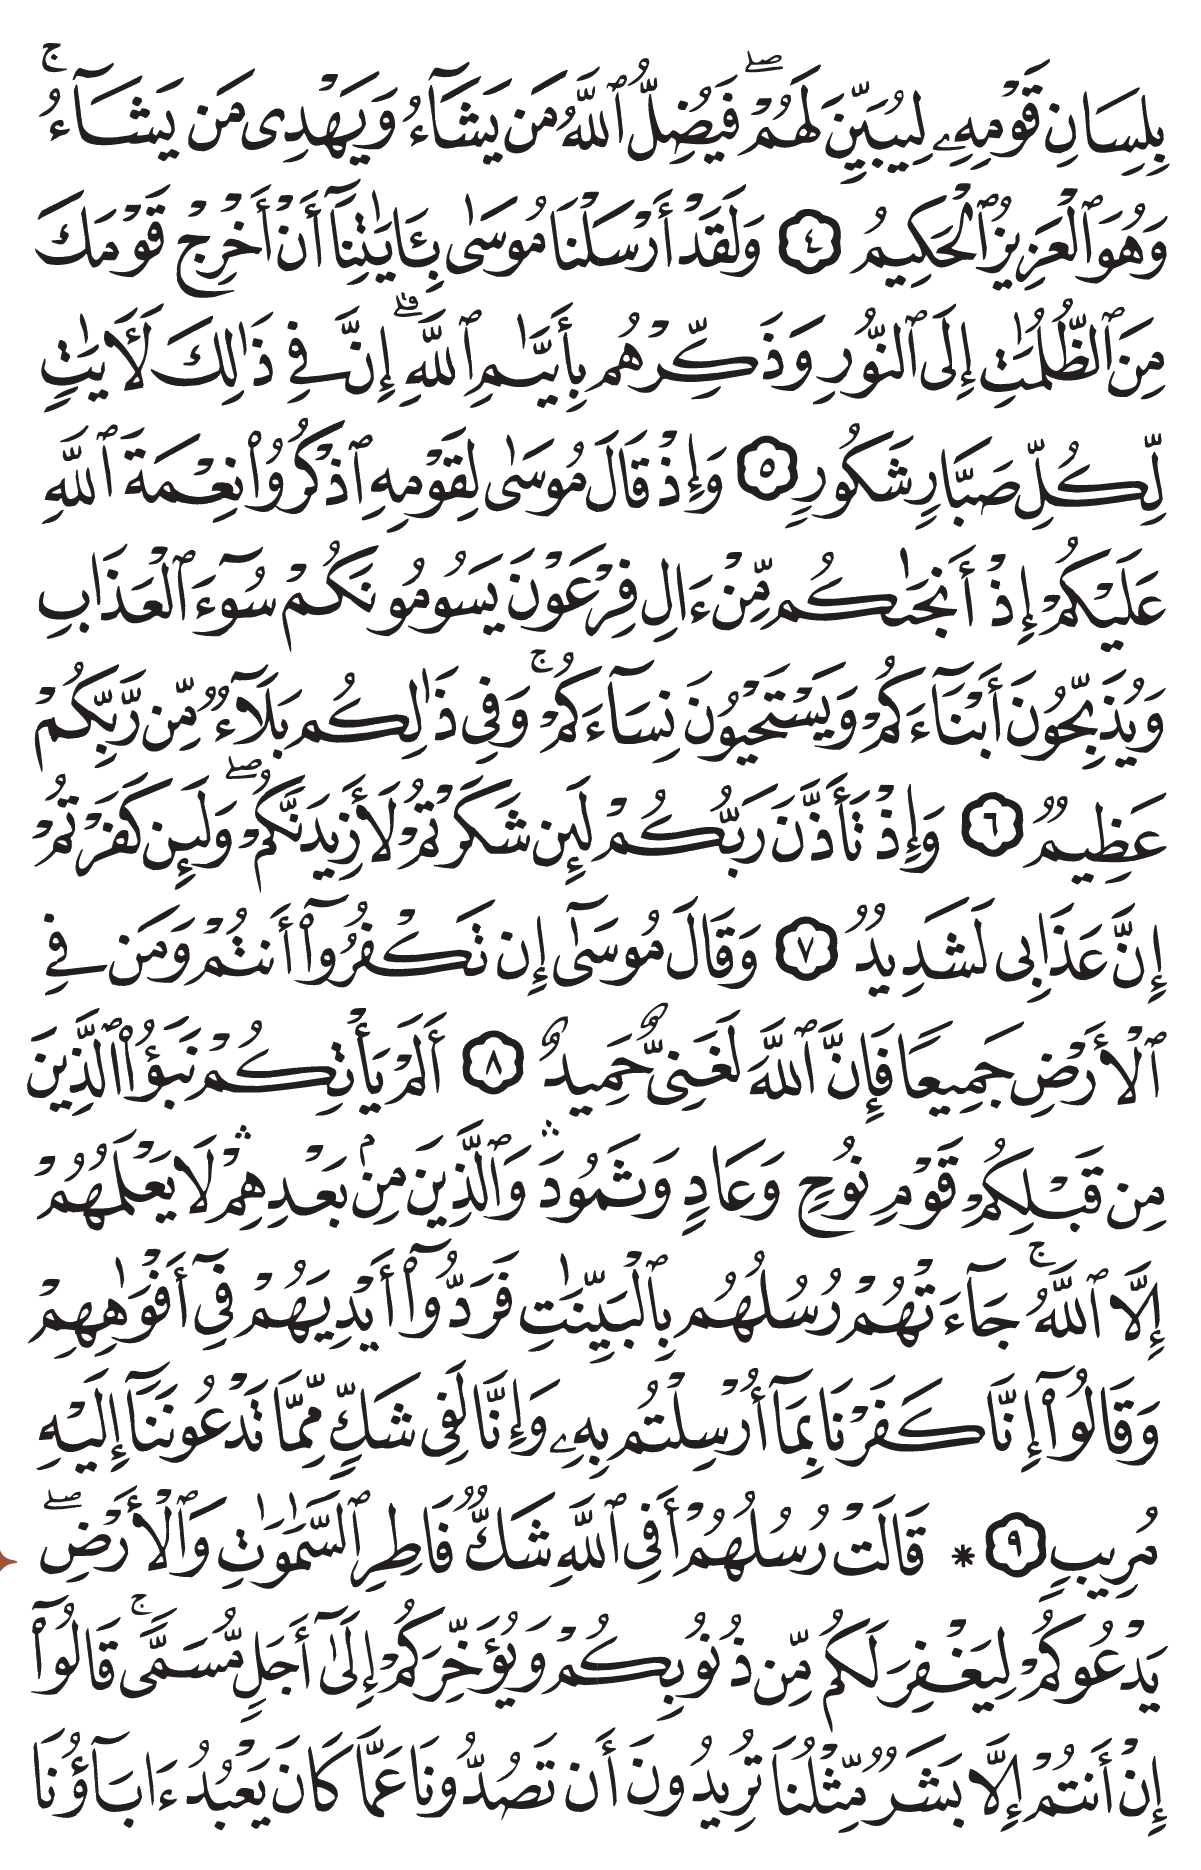 بِلِسَانِ قَوْمِهِۦ لِيُبَيِّنَ لَهُمْۖ فَيُضِلُّ ٱللَّهُ مَن يَشَآءُ وَيَهْدِى مَن يَشَآءُۚ
وَهُوَ ٱلْعَزِيزُ ٱلْحَكِيمُ ٤ وَلَقَدْ أَرْسَلْنَا مُوسَىٰ بِـَٔايَـٰتِنَآ أَنْ أَخْرِجْ قَوْمَكَ
مِنَ ٱلظُّلُمَـٰتِ إِلَى ٱلنُّورِ وَذَكِّرْهُم بِأَيَّىٰمِ ٱللَّهِۗ إِنَّ فِى ذَٰلِكَ لَأَيَـٰتٍ
لِّكُلِّ صَبَّارٍ شَكُورٍ ٥ وَإِذْ قَالَ مُوسَىٰ لِقَوْمِهِ ٱذْكُرُوا۟ نِعْمَةَ ٱللَّهِ
عَلَيْكُمْ إِذْ أَنجَىٰكُم مِّنْ ءَالِ فِرْعَوْنَ يَسُومُونَكُمْ سُوٓءَ ٱلْعَذَابِ
وَيُذَبِّحُونَ أَبْنَآءَكُمْ وَيَسْتَحْيُونَ نِسَآءَكُمْۚ وَفِى ذَٰلِكُم بَلَآءٌ مِّن رَّبِّكُمْ
عَظِيمٌ ٦ وَإِذْ تَأَذَّنَ رَبُّكُمْ لَئِن شَكَرْتُمْ لَأَزِيدَنَّكُمْۖ وَلَئِن كَفَرْتُمْ
إِنَّ عَذَابِى لَشَدِيدٌ ٧ وَقَالَ مُوسَىٰٓ إِن تَكْفُرُوٓا۟ أَنتُمْ وَمَن فِى
ٱلْأَرْضِ جَمِيعًا فَإِنَّ ٱللَّهَ لَغَنِىٌّ حَمِيدٌ ٨ أَلَمْ يَأْتِكُمْ نَبَؤُا۟ ٱلَّذِينَ
مِن قَبْلِكُمْ قَوْمِ نُوحٍ وَعَادٍ وَثَمُودَۛ وَٱلَّذِينَ مِنۢ بَعْدِهِمْۛ لَا يَعْلَمُهُمْ
إِلَّا ٱللَّهُۚ جَآءَتْهُمْ رُسُلُهُم بِٱلْبَيِّنَـٰتِ فَرَدُّوٓا۟ أَيْدِيَهُمْ فِىٓ أَفْوَٰهِهِمْ
وَقَالُوٓا۟ إِنَّا كَفَرْنَا بِمَآ أُرْسِلْتُم بِهِۦ وَإِنَّا لَفِى شَكٍّ مِّمَّا تَدْعُونَنَآ إِلَيْهِ
مُرِيبٍ ٩ * قَالَتْ رُسُلُهُمْ أَفِى ٱللَّهِ شَكٌّ فَاطِرِ ٱلسَّمَـٰوَٰتِ وَٱلْأَرْضِۖ
يَدْعُوكُمْ لِيَغْفِرَ لَكُم مِّن ذُنُوبِكُمْ وَيُؤَخِّرَكُمْ إِلَىٰٓ أَجَلٍ مُّسَمًّىۚ قَالُوٓا۟
إِنْ أَنتُمْ إِلَّا بَشَرٌ مِّثْلُنَا تُرِيدُونَ أَن تَصُدُّونَا عَمَّا كَانَ يَعْبُدُ ءَابَآؤُنَا